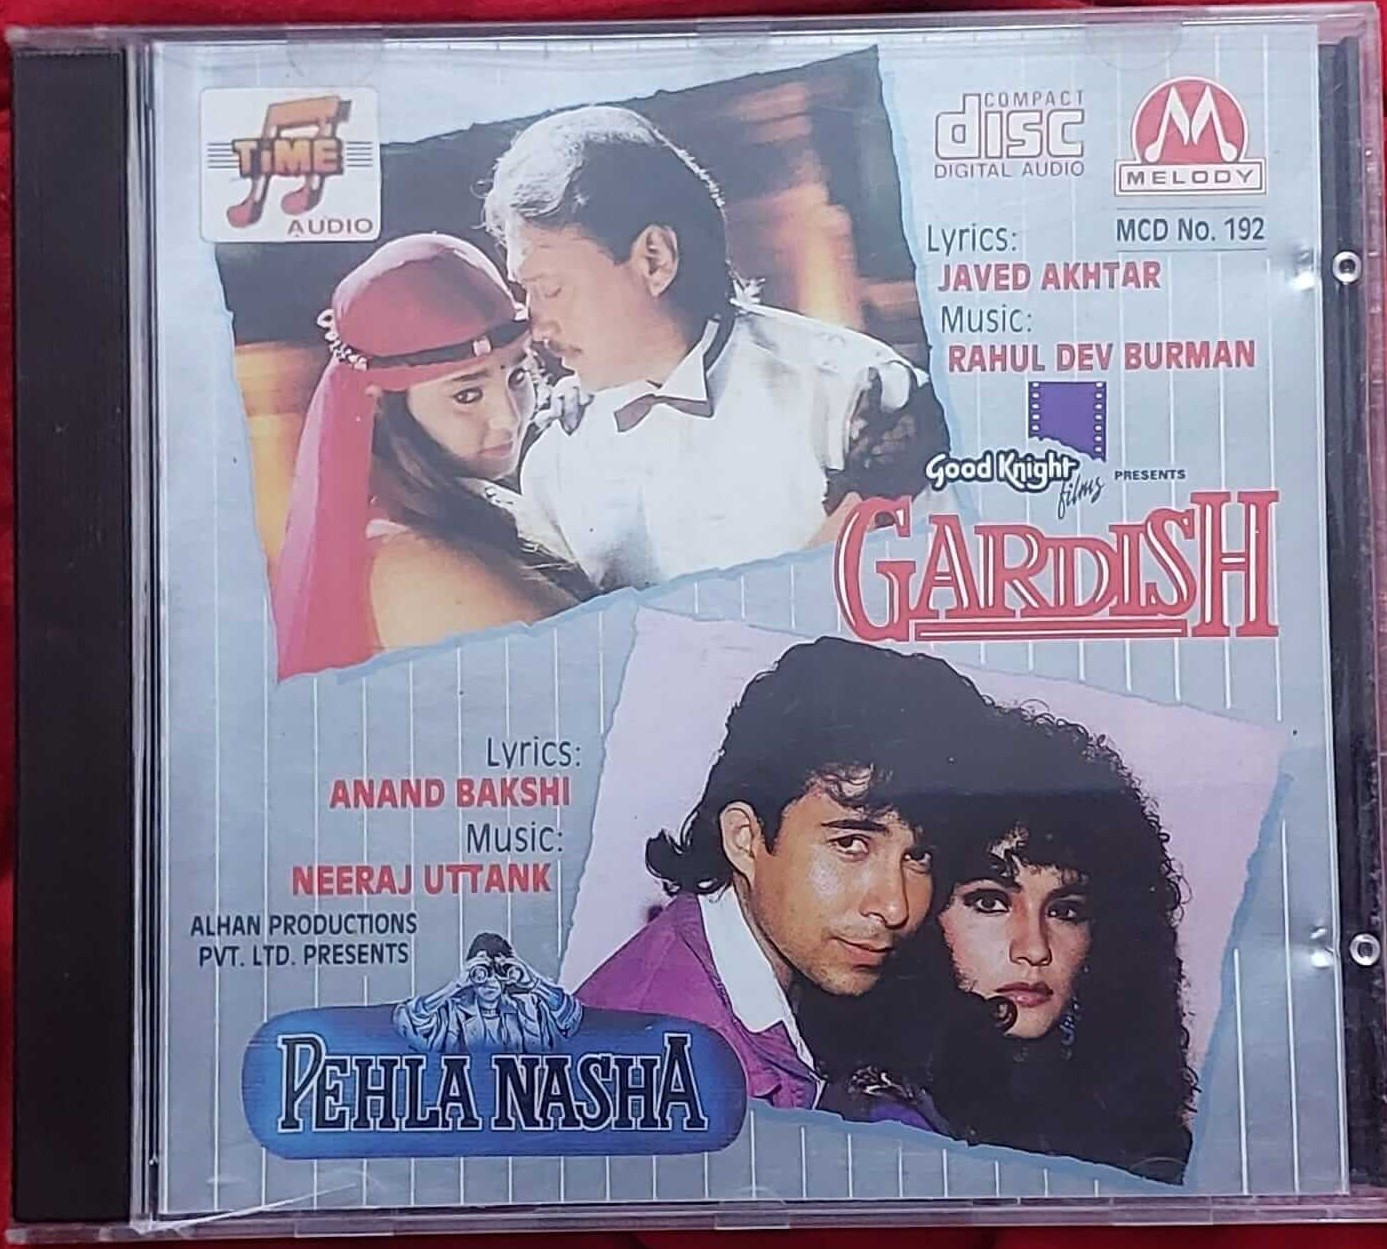 TIME
AUDIO
COMPACT
disc
DIGITAL AUDIO
M
MELODY
MCD No. 192
Lyrics:
JAVED AKHTAR
Music:
RAHUL DEV BURMAN
Good Knight
films PRESENTS
GARDISH
Lyrics:
ANAND BAKSHI
Music:
NEERAJ UTTANK
ALHAN PRODUCTIONS
PVT. LTD. PRESENTS
PEHLA NASHA